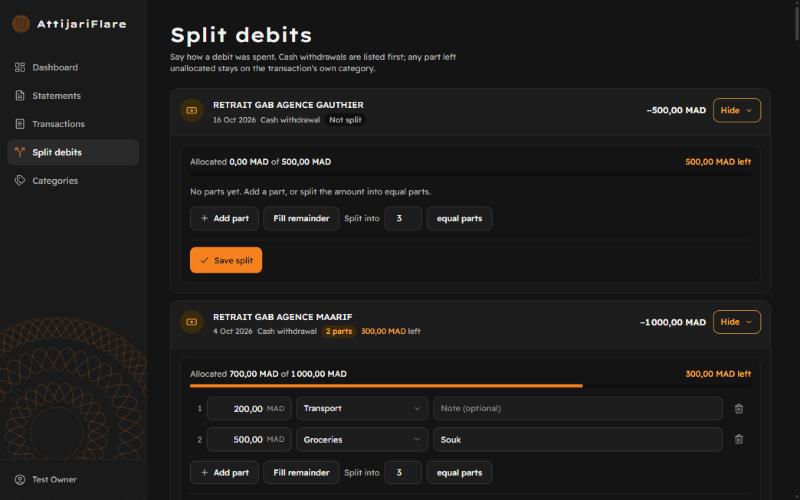 AttijariFlare
Dashboard
Statements
Transactions
Split debits
Categories
Test Owner
Split debits
Say how a debit was spent. Cash withdrawals are listed first; any part left
unallocated stays on the transaction's own category.
RETRAIT GAB AGENCE GAUTHIER
16 Oct 2026 Cash withdrawal Not split
−500,00 MAD Hide
Allocated 0,00 MAD of 500,00 MAD 500,00 MAD left
No parts yet. Add a part, or split the amount into equal parts.
Add part Fill remainder Split into 3 equal parts
Save split
RETRAIT GAB AGENCE MAARIF
4 Oct 2026 Cash withdrawal 2 parts 300,00 MAD left
−1 000,00 MAD Hide
Allocated 700,00 MAD of 1 000,00 MAD 300,00 MAD left
1 200,00 MAD Transport Note (optional)
2 500,00 MAD Groceries Souk
Add part Fill remainder Split into 3 equal parts